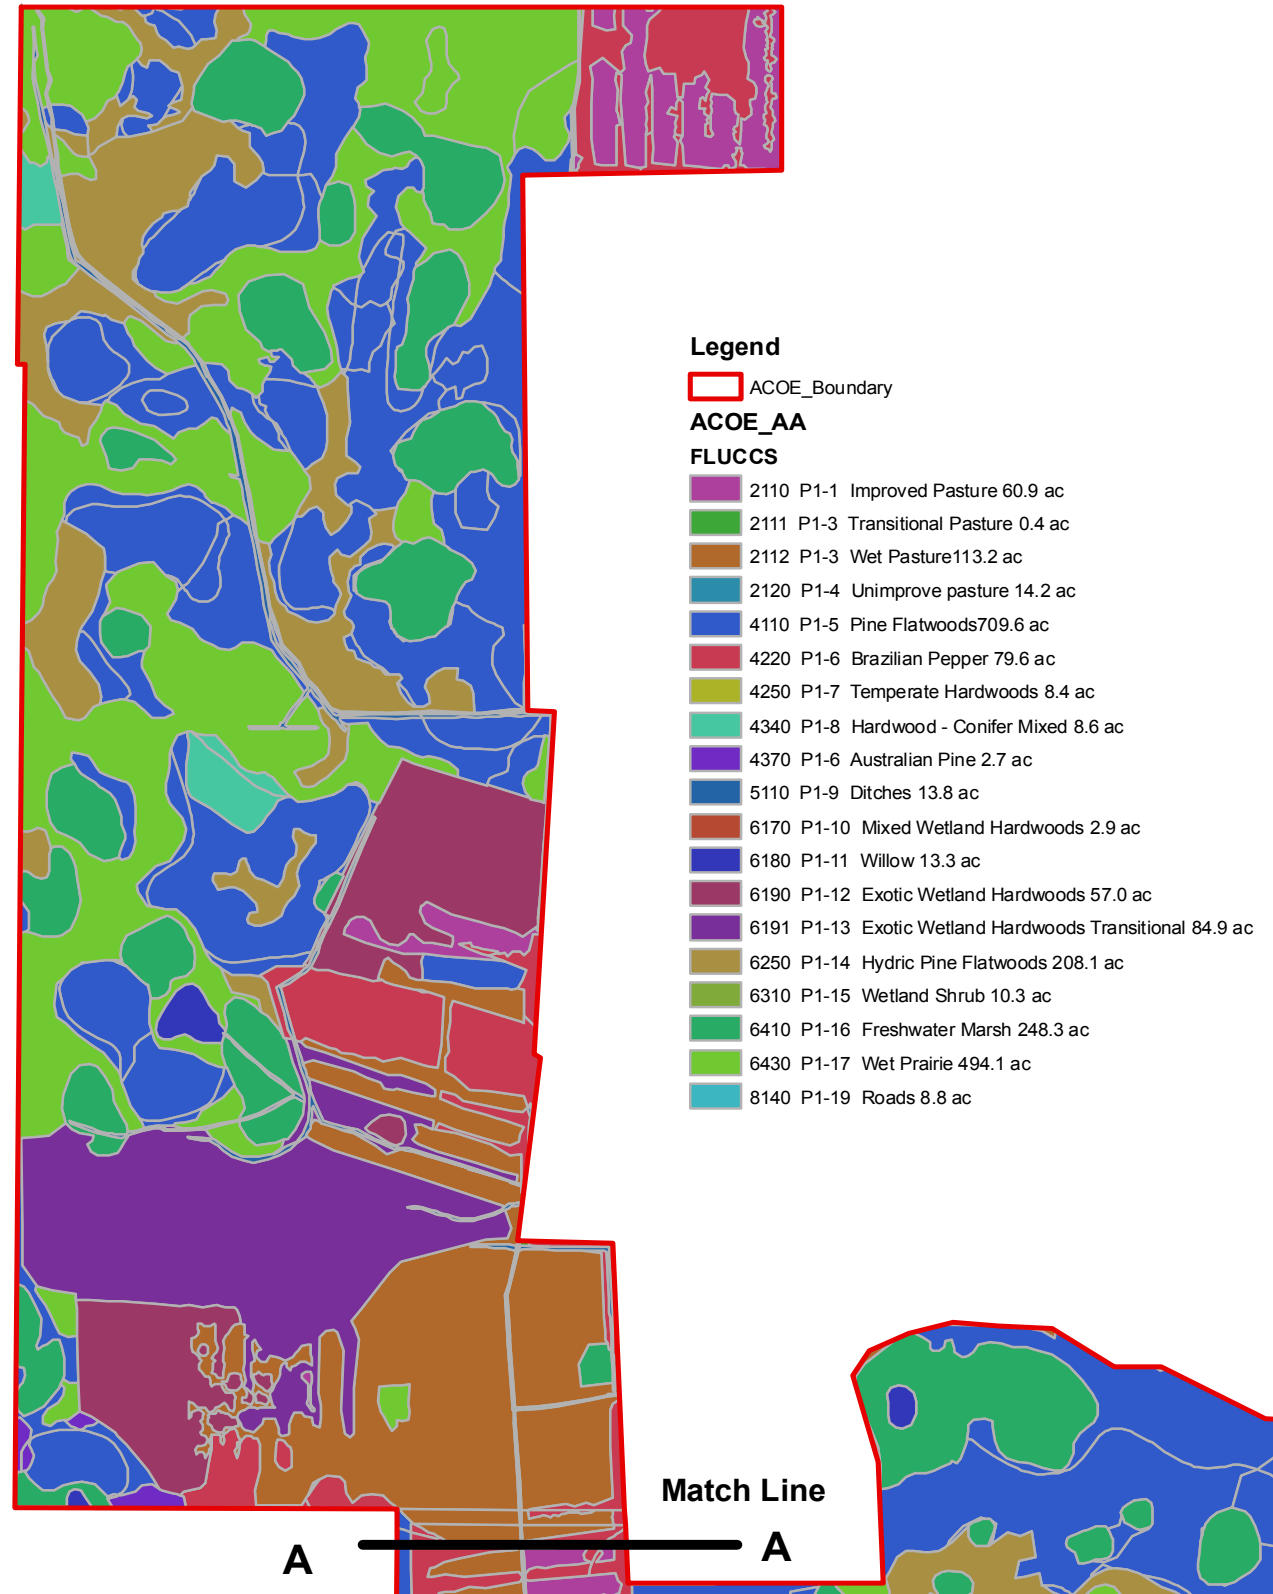 Legend
ACOE_Boundary
ACOE_AA
FLUCCS
2110 P1-1 Improved Pasture 60.9 ac
2111 P1-3 Transitional Pasture 0.4 ac
2112 P1-3 Wet Pasture113.2 ac
2120 P1-4 Unimprove pasture 14.2 ac
4110 P1-5 Pine Flatwoods709.6 ac
4220 P1-6 Brazilian Pepper 79.6 ac
4250 P1-7 Temperate Hardwoods 8.4 ac
4340 P1-8 Hardwood - Conifer Mixed 8.6 ac
4370 P1-6 Australian Pine 2.7 ac
5110 P1-9 Ditches 13.8 ac
6170 P1-10 Mixed Wetland Hardwoods 2.9 ac
6180 P1-11 Willow 13.3 ac
6190 P1-12 Exotic Wetland Hardwoods 57.0 ac
6191 P1-13 Exotic Wetland Hardwoods Transitional 84.9 ac
6250 P1-14 Hydric Pine Flatwoods 208.1 ac
6310 P1-15 Wetland Shrub 10.3 ac
6410 P1-16 Freshwater Marsh 248.3 ac
6430 P1-17 Wet Prairie 494.1 ac
8140 P1-19 Roads 8.8 ac
Match Line
A A